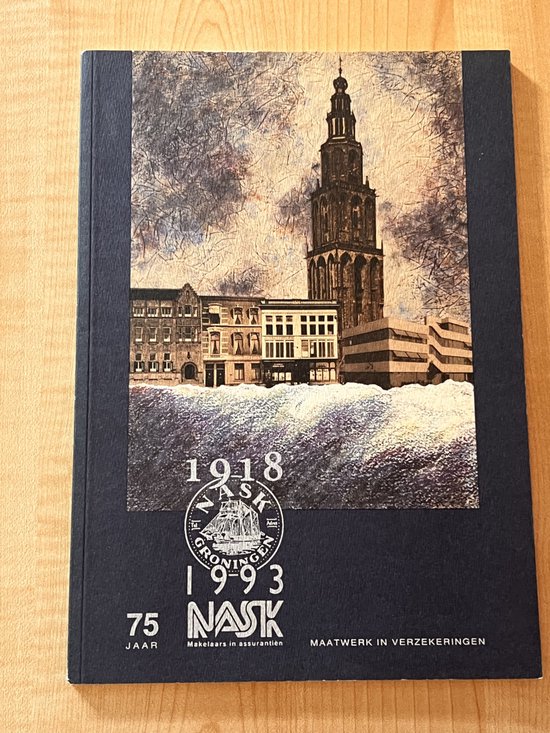 1918
NASK
GRONINGEN
1993
75
JAAR
NASK
Makelaars in assurantiën
MAATWERK IN VERZEKERINGEN